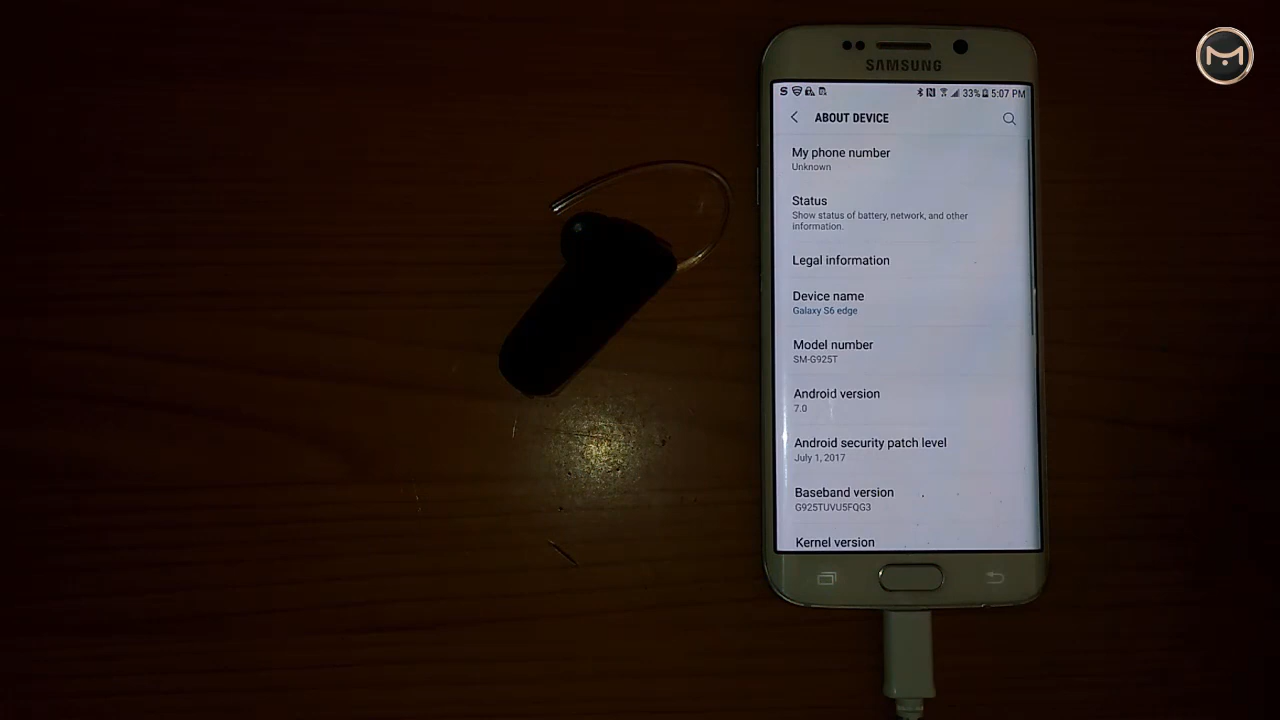 SAMSUNG
33% 5:07 PM
ABOUT DEVICE
My phone number
Unknown
Status
Show status of battery, network, and other
information.
Legal information
Device name
Galaxy S6 edge
Model number
SM-G925T
Android version
7.0
Android security patch level
July 1, 2017
Baseband version
G925TUVU5FQG3
Kernel version